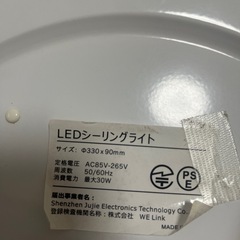 LEDシーリングライト
サイズ: Φ330x90mm
定格電圧: AC85V-265V
周波数: 50/60Hz
消費電力: 最大30W
PS
E
届出事業者名:
Shenzhen Jujie Electronics Technology Co.
登録検査機関名称: 株式会社 WE Link
MADE